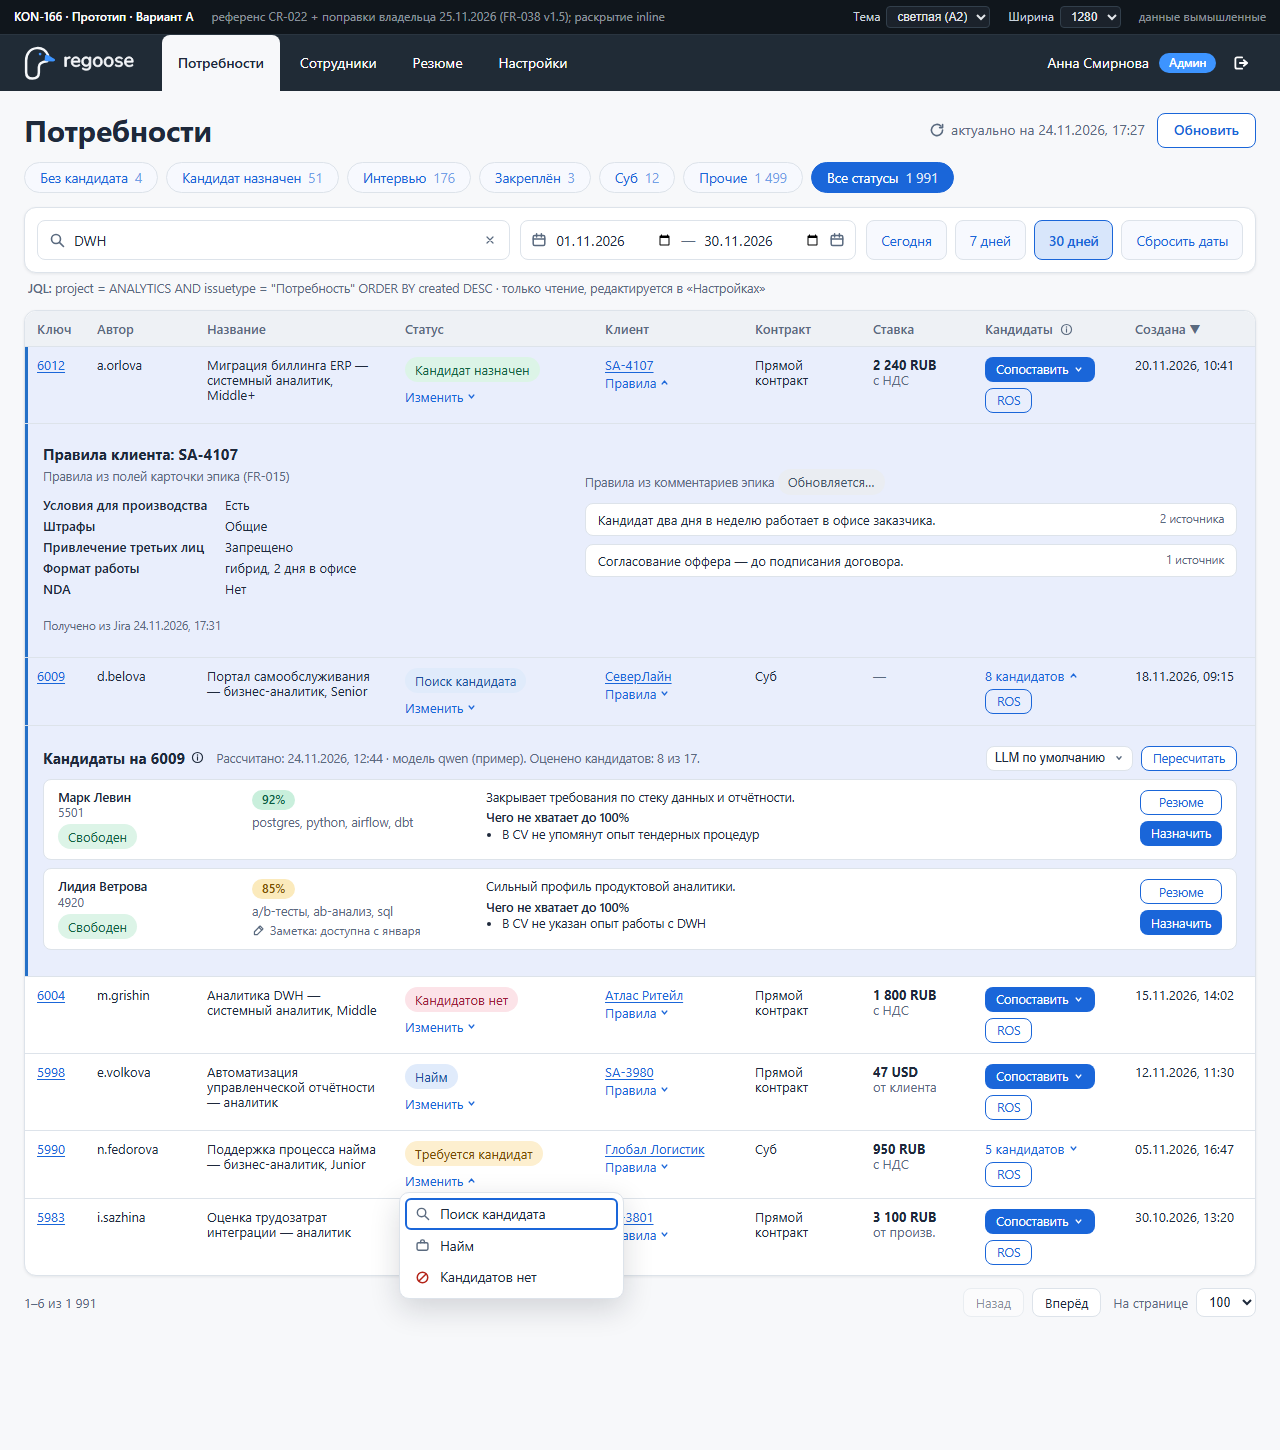 KON-166 · Прототип · Вариант A
референс CR-022 + поправки владельца 25.11.2026 (FR-038 v1.5); раскрытие inline
Тема светлая (A2) Ширина 1280 данные вымышленные
regoose Потребности Сотрудники Резюме Настройки Анна Смирнова Админ
Потребности
актуально на 24.11.2026, 17:27 Обновить
Без кандидата 4 Кандидат назначен 51 Интервью 176 Закреплён 3 Суб 12 Прочие 1 499 Все статусы 1 991
DWH 01.11.2026 — 30.11.2026 Сегодня 7 дней 30 дней Сбросить даты
JQL: project = ANALYTICS AND issuetype = "Потребность" ORDER BY created DESC · только чтение, редактируется в «Настройках»
Ключ Автор Название Статус Клиент Контракт Ставка Кандидаты Создана ▼
6012 a.orlova Миграция биллинга ERP — Кандидат назначен SA-4107 Прямой 2 240 RUB Сопоставить 20.11.2026, 10:41
системный аналитик, Правила контракт с НДС
Middle+ Изменить ROS
Правила клиента: SA-4107
Правила из полей карточки эпика (FR-015)
Правила из комментариев эпика Обновляется…
Условия для производства Есть
Штрафы Общие
Привлечение третьих лиц Запрещено
Формат работы гибрид, 2 дня в офисе
NDA Нет
Кандидат два дня в неделю работает в офисе заказчика. 2 источника
Согласование оффера — до подписания договора. 1 источник
Получено из Jira 24.11.2026, 17:31
6009 d.belova Портал самообслуживания Поиск кандидата СеверЛайн Суб — 8 кандидатов 18.11.2026, 09:15
— бизнес-аналитик, Senior Правила
Изменить ROS
Кандидаты на 6009 Рассчитано: 24.11.2026, 12:44 · модель qwen (пример). Оценено кандидатов: 8 из 17. LLM по умолчанию Пересчитать
Марк Левин 92% Закрывает требования по стеку данных и отчётности. Резюме
5501 postgres, python, airflow, dbt Чего не хватает до 100%
Свободен • В CV не упомянут опыт тендерных процедур Назначить
Лидия Ветрова 85% Сильный профиль продуктовой аналитики. Резюме
4920 a/b-тесты, ab-анализ, sql Чего не хватает до 100%
Свободен Заметка: доступна с января • В CV не указан опыт работы с DWH Назначить
6004 m.grishin Аналитика DWH — Кандидатов нет Атлас Ритейл Прямой 1 800 RUB Сопоставить 15.11.2026, 14:02
системный аналитик, Middle Правила контракт с НДС
Изменить ROS
5998 e.volkova Автоматизация Найм SA-3980 Прямой 47 USD Сопоставить 12.11.2026, 11:30
управленческой отчётности Правила контракт от клиента
— аналитик Изменить ROS
5990 n.fedorova Поддержка процесса найма Требуется кандидат Глобал Логистик Суб 950 RUB 5 кандидатов 05.11.2026, 16:47
— бизнес-аналитик, Junior Правила с НДС
Изменить ROS
5983 i.sazhina Оценка трудозатрат -3801 Прямой 3 100 RUB Сопоставить 30.10.2026, 13:20
интеграции — аналитик авила контракт от произв.
ROS
Поиск кандидата
Найм
Кандидатов нет
1–6 из 1 991 Назад Вперёд На странице 100